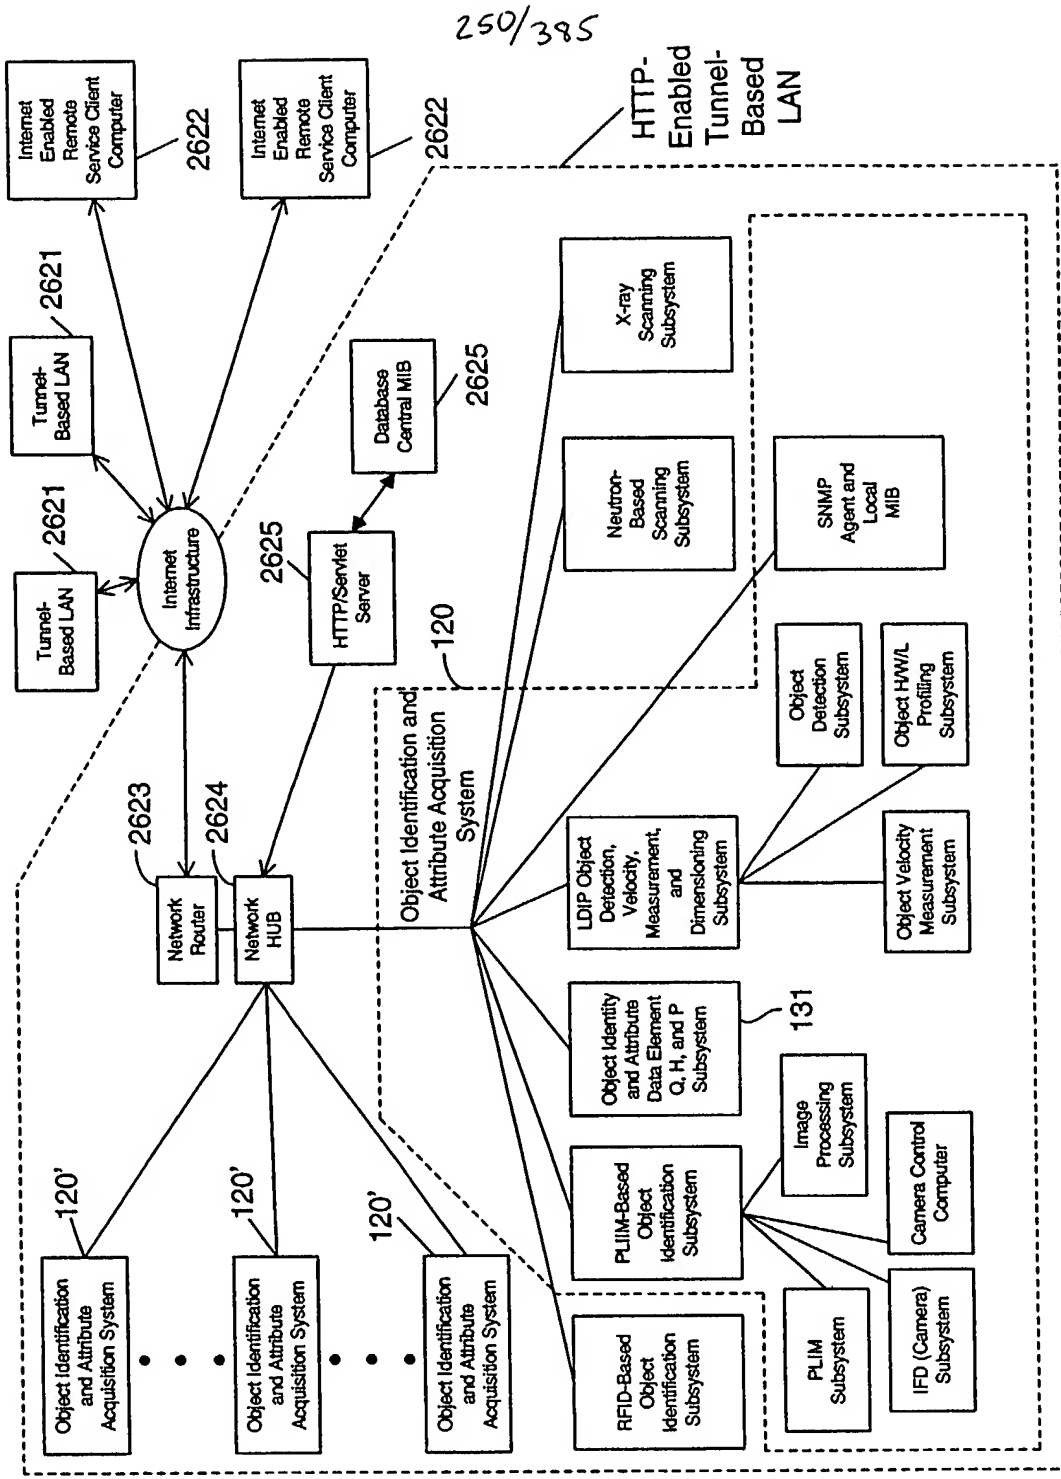 250/385
Internet
Enabled
Remote
Service Client
Computer
2622
Internet
Enabled
Remote
Service Client
Computer
2622
HTTP-
Enabled
Tunnel-
Based
LAN
Tunnel-
Based LAN
2621
Tunnel-
Based LAN
2621
Internet
Infrastructure
Database
Central MIB
2625
HTTP/Servlet
Server
2625
Network
Router
2623
Network
HUB
2624
Object Identification
and Attribute
Acquisition System
120'
Object Identification
and Attribute
Acquisition System
120'
Object Identification
and Attribute
Acquisition System
120'
Object Identification and
Attribute Acquisition
System
120
RFID-Based Object
Identification
Subsystem
PLIIM-Based
Object
Identification
Subsystem
Object Identity
and Attribute
Data Element
Q, H, and P
Subsystem
131
LDIP Object
Detection,
Velocity,
Measurement,
and
Dimensioning
Subsystem
Neutron-
Based
Scanning
Subsystem
X-ray
Scanning
Subsystem
SNMP
Agent and
Local
MIB
PLIM
Subsystem
IFD (Camera)
Subsystem
Camera Control
Computer
Image
Processing
Subsystem
Object Velocity
Measurement
Subsystem
Object
Detection
Subsystem
Object H/W/L
Profiling
Subsystem